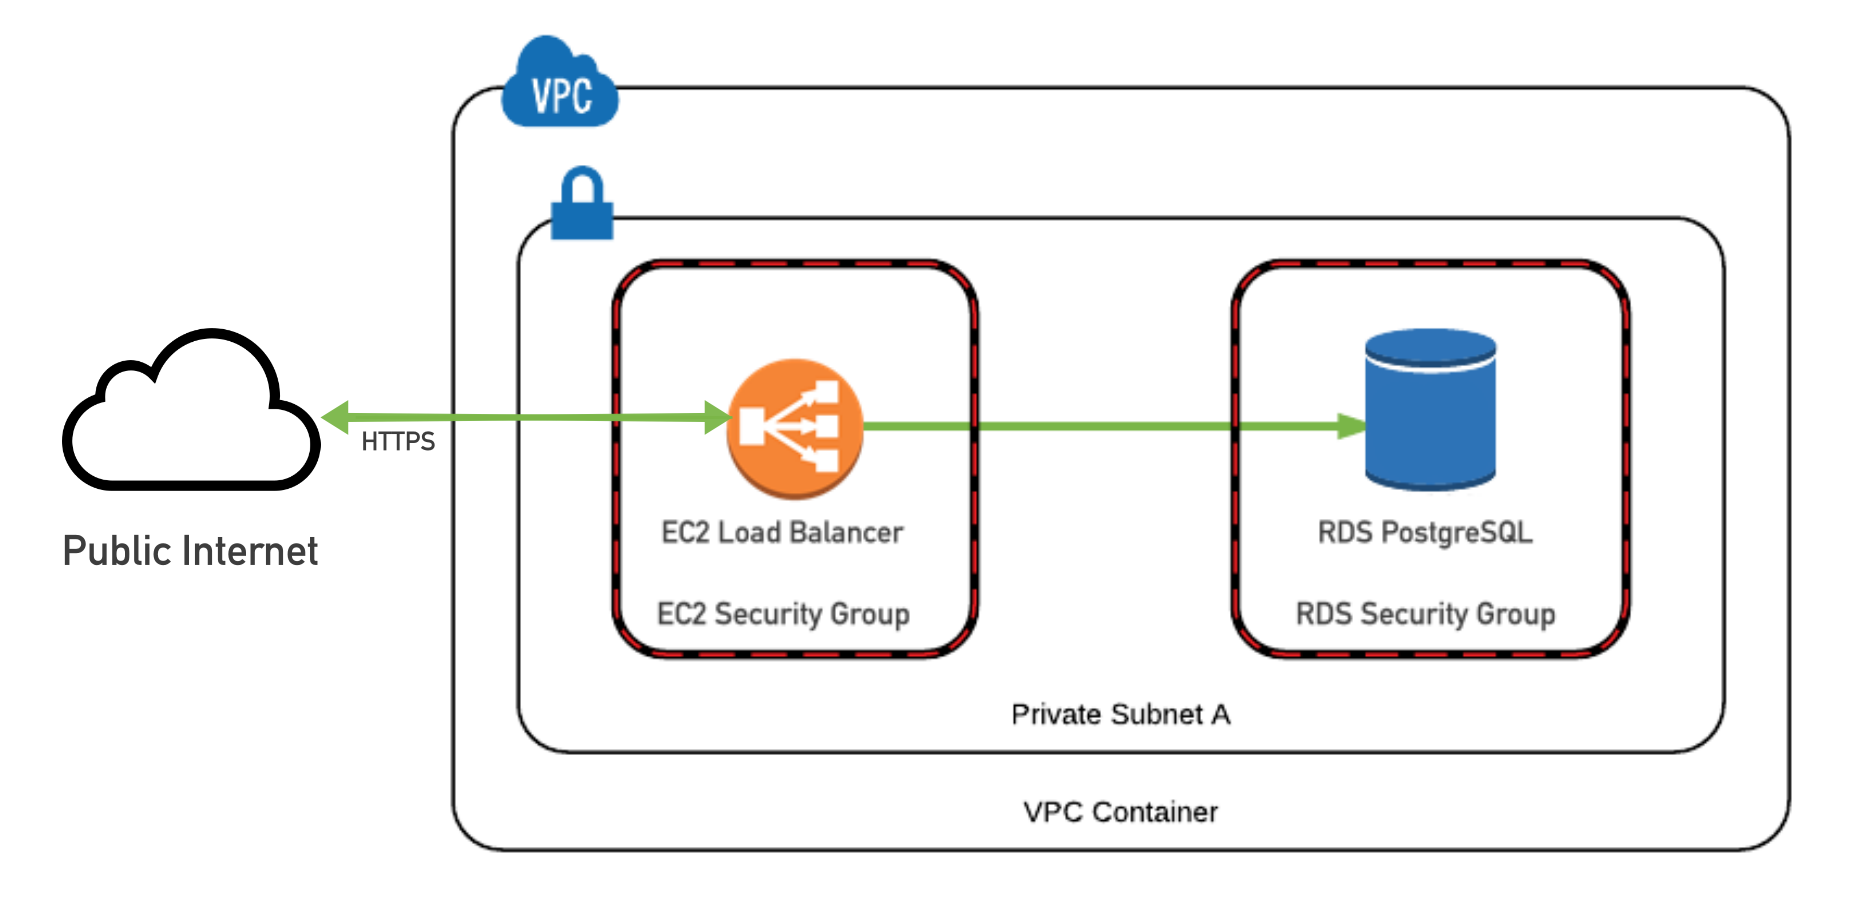 VPC
HTTPS
Public Internet
EC2 Load Balancer
EC2 Security Group
RDS PostgreSQL
RDS Security Group
Private Subnet A
VPC Container